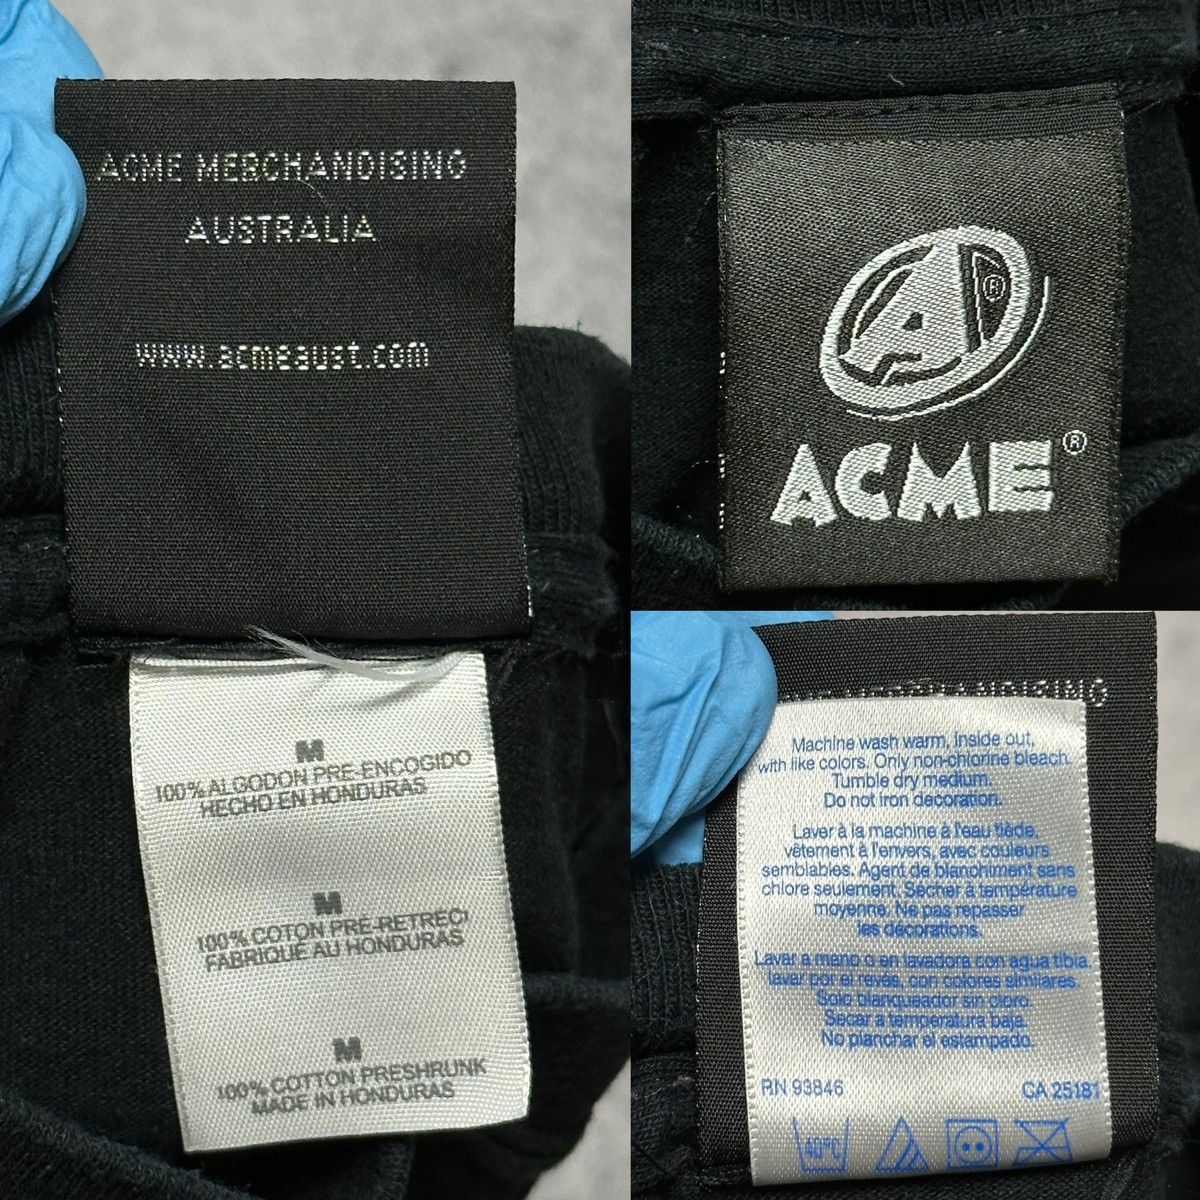 ACME MERCHANDISING
AUSTRALIA
www.acmeaust.com
M
100% ALGODON PRE-ENCOGIDO
HECHO EN HONDURAS
M
100% COTON PRÉ-RETRÉCI
FABRIQUÉ AU HONDURAS
M
100% COTTON PRESHRUNK
MADE IN HONDURAS
A ®
ACME®
Machine wash warm, inside out,
with like colors. Only non-chlorine bleach.
Tumble dry medium.
Do not iron decoration.
Laver à la machine à l'eau tiède,
vêtement à l'envers, avec couleurs
semblables. Agent de blanchiment sans
chlore seulement. Sécher à température
moyenne. Ne pas repasser
les décorations.
Lavar a mano o en lavadora con agua tibia,
lavar por el revés, con colores similares.
Solo blanqueador sin cloro.
Secar a temperatura baja.
No planchar el estampado.
RN 93846 CA 25181
40°C